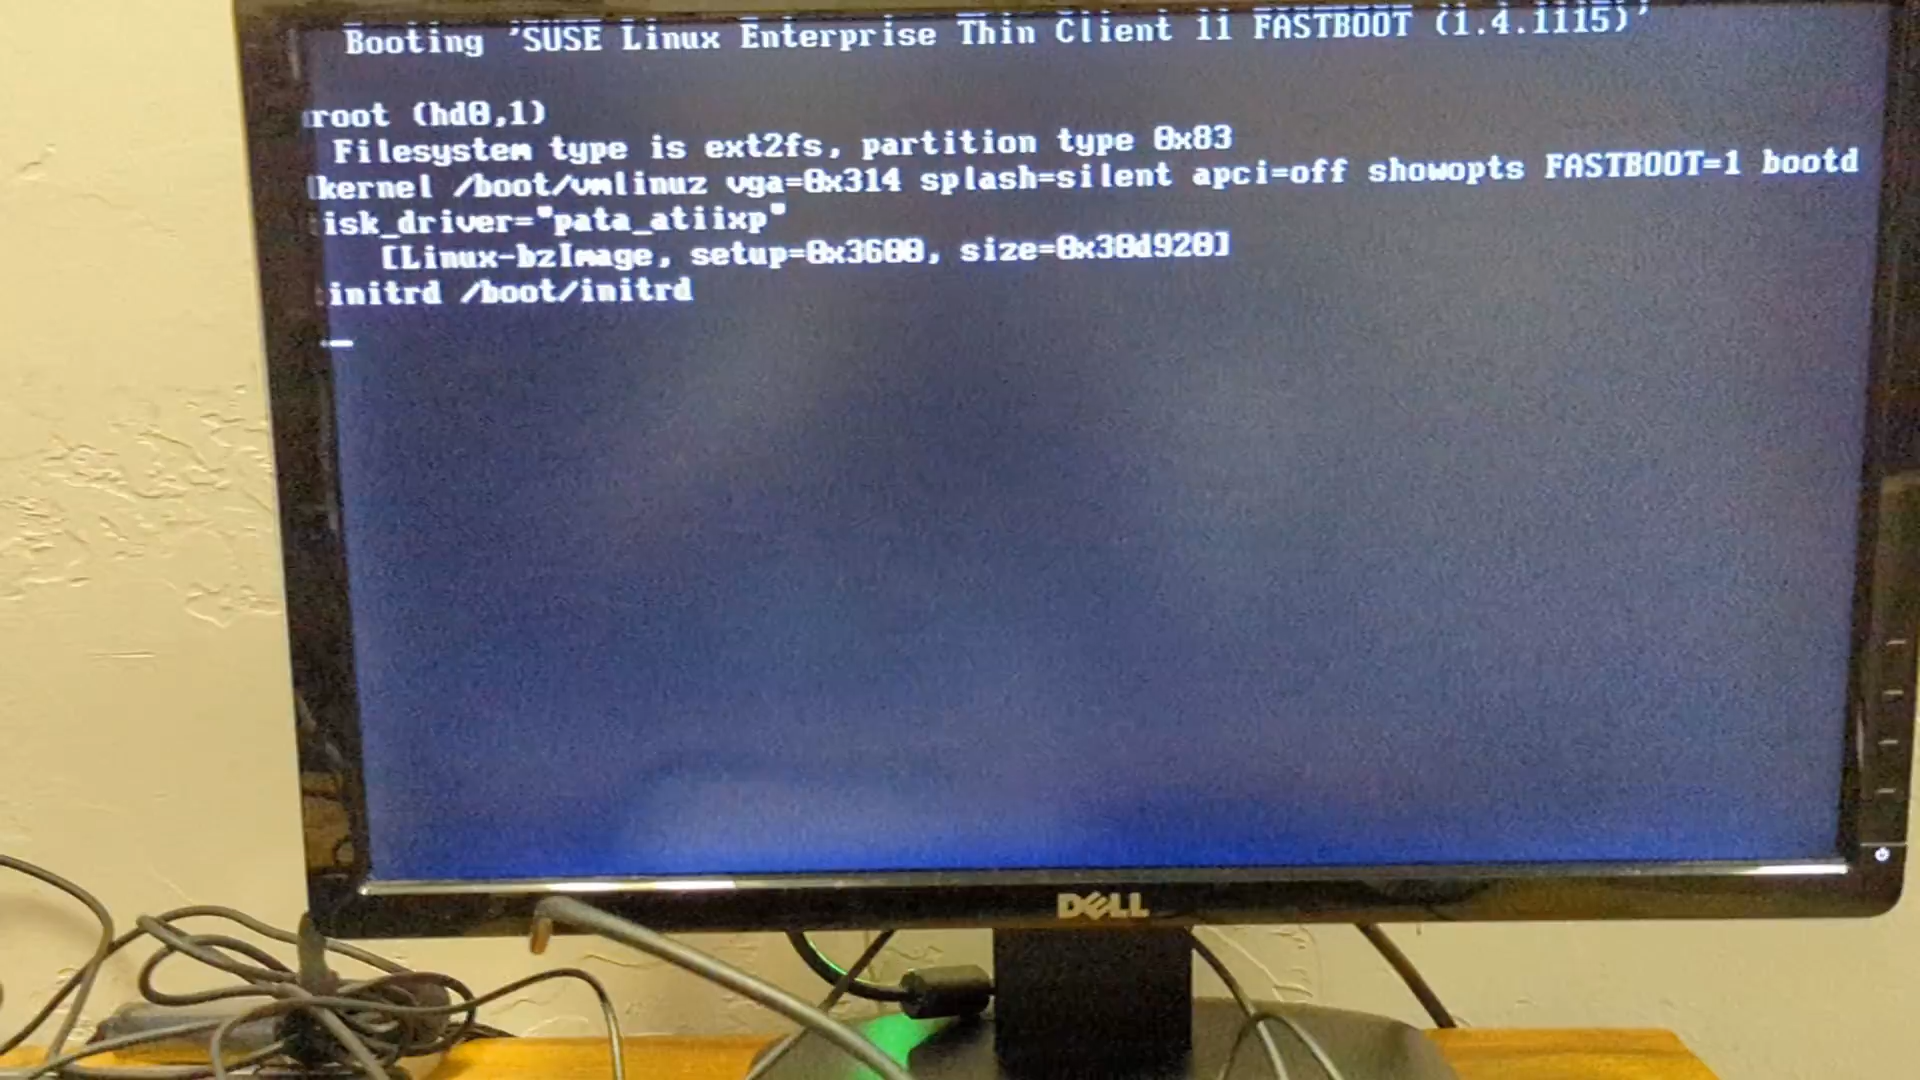 Booting 'SUSE Linux Enterprise Thin Client 11 FASTBOOT (1.4.1115)'
root (hd0,1)
Filesystem type is ext2fs, partition type 0x83
kernel /boot/vmlinuz vga=0x314 splash=silent apci=off showopts FASTBOOT=1 bootd
isk_driver="pata_atiixp"
[Linux-bzImage, setup=0x3600, size=0x30d920]
initrd /boot/initrd
DELL